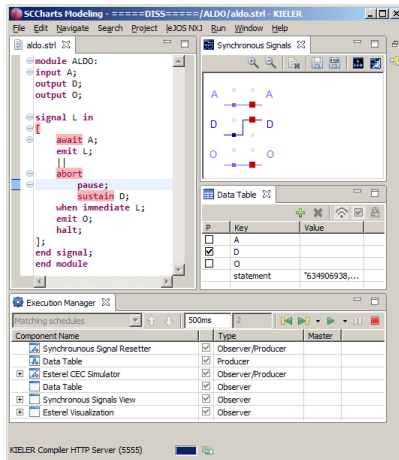 SCCharts Modeling - =====DISS=====/ALDO/aldo.strl - KIELER
File Edit Navigate Search Project leJOS NXJ Run Window Help
aldo.strl
module ALDO:
input A;
output D;
output O;
signal L in
[
await A;
emit L;
||
abort
pause;
sustain D;
when immediate L;
emit O;
halt;
];
end signal;
end module
Synchronous Signals
A A
D D
O O
Data Table
P Key Value
A
D
O
statement "634906938,...
Execution Manager
Matching schedules 500ms 2
Component Name Type Master
Synchrounous Signal Resetter Observer/Producer
Data Table Producer
Esterel CEC Simulator Observer/Producer
Data Table Observer
Synchronous Signals View Observer
Esterel Visualization Observer
KIELER Compiler HTTP Server (5555)